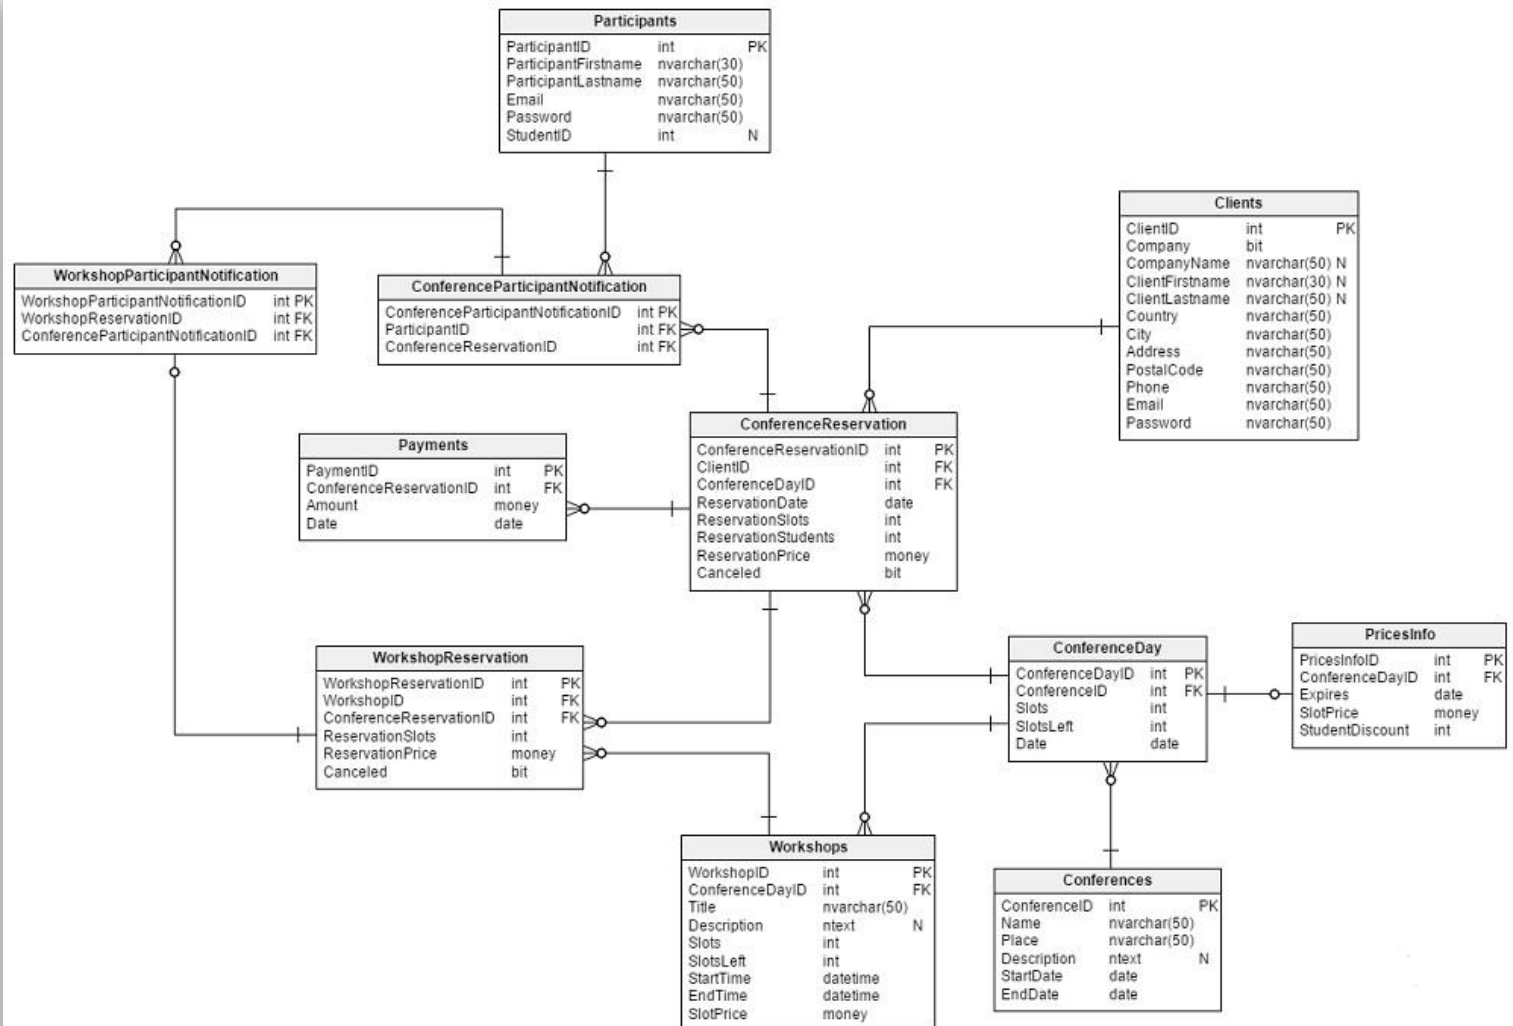 Participants
ParticipantID int PK
ParticipantFirstname nvarchar(30)
ParticipantLastname nvarchar(50)
Email nvarchar(50)
Password nvarchar(50)
StudentID int N
Clients
ClientID int PK
Company bit
CompanyName nvarchar(50) N
ClientFirstname nvarchar(30) N
ClientLastname nvarchar(50) N
Country nvarchar(50)
City nvarchar(50)
Address nvarchar(50)
PostalCode nvarchar(50)
Phone nvarchar(50)
Email nvarchar(50)
Password nvarchar(50)
WorkshopParticipantNotification
WorkshopParticipantNotificationID int PK
WorkshopReservationID int FK
ConferenceParticipantNotificationID int FK
ConferenceParticipantNotification
ConferenceParticipantNotificationID int PK
ParticipantID int FK
ConferenceReservationID int FK
ConferenceReservation
ConferenceReservationID int PK
ClientID int FK
ConferenceDayID int FK
ReservationDate date
ReservationSlots int
ReservationStudents int
ReservationPrice money
Canceled bit
Payments
PaymentID int PK
ConferenceReservationID int FK
Amount money
Date date
WorkshopReservation
WorkshopReservationID int PK
WorkshopID int FK
ConferenceReservationID int FK
ReservationSlots int
ReservationPrice money
Canceled bit
ConferenceDay
ConferenceDayID int PK
ConferenceID int FK
Slots int
SlotsLeft int
Date date
PricesInfo
PricesInfoID int PK
ConferenceDayID int FK
Expires date
SlotPrice money
StudentDiscount int
Workshops
WorkshopID int PK
ConferenceDayID int FK
Title nvarchar(50)
Description ntext N
Slots int
SlotsLeft int
StartTime datetime
EndTime datetime
SlotPrice money
Conferences
ConferenceID int PK
Name nvarchar(50)
Place nvarchar(50)
Description ntext N
StartDate date
EndDate date